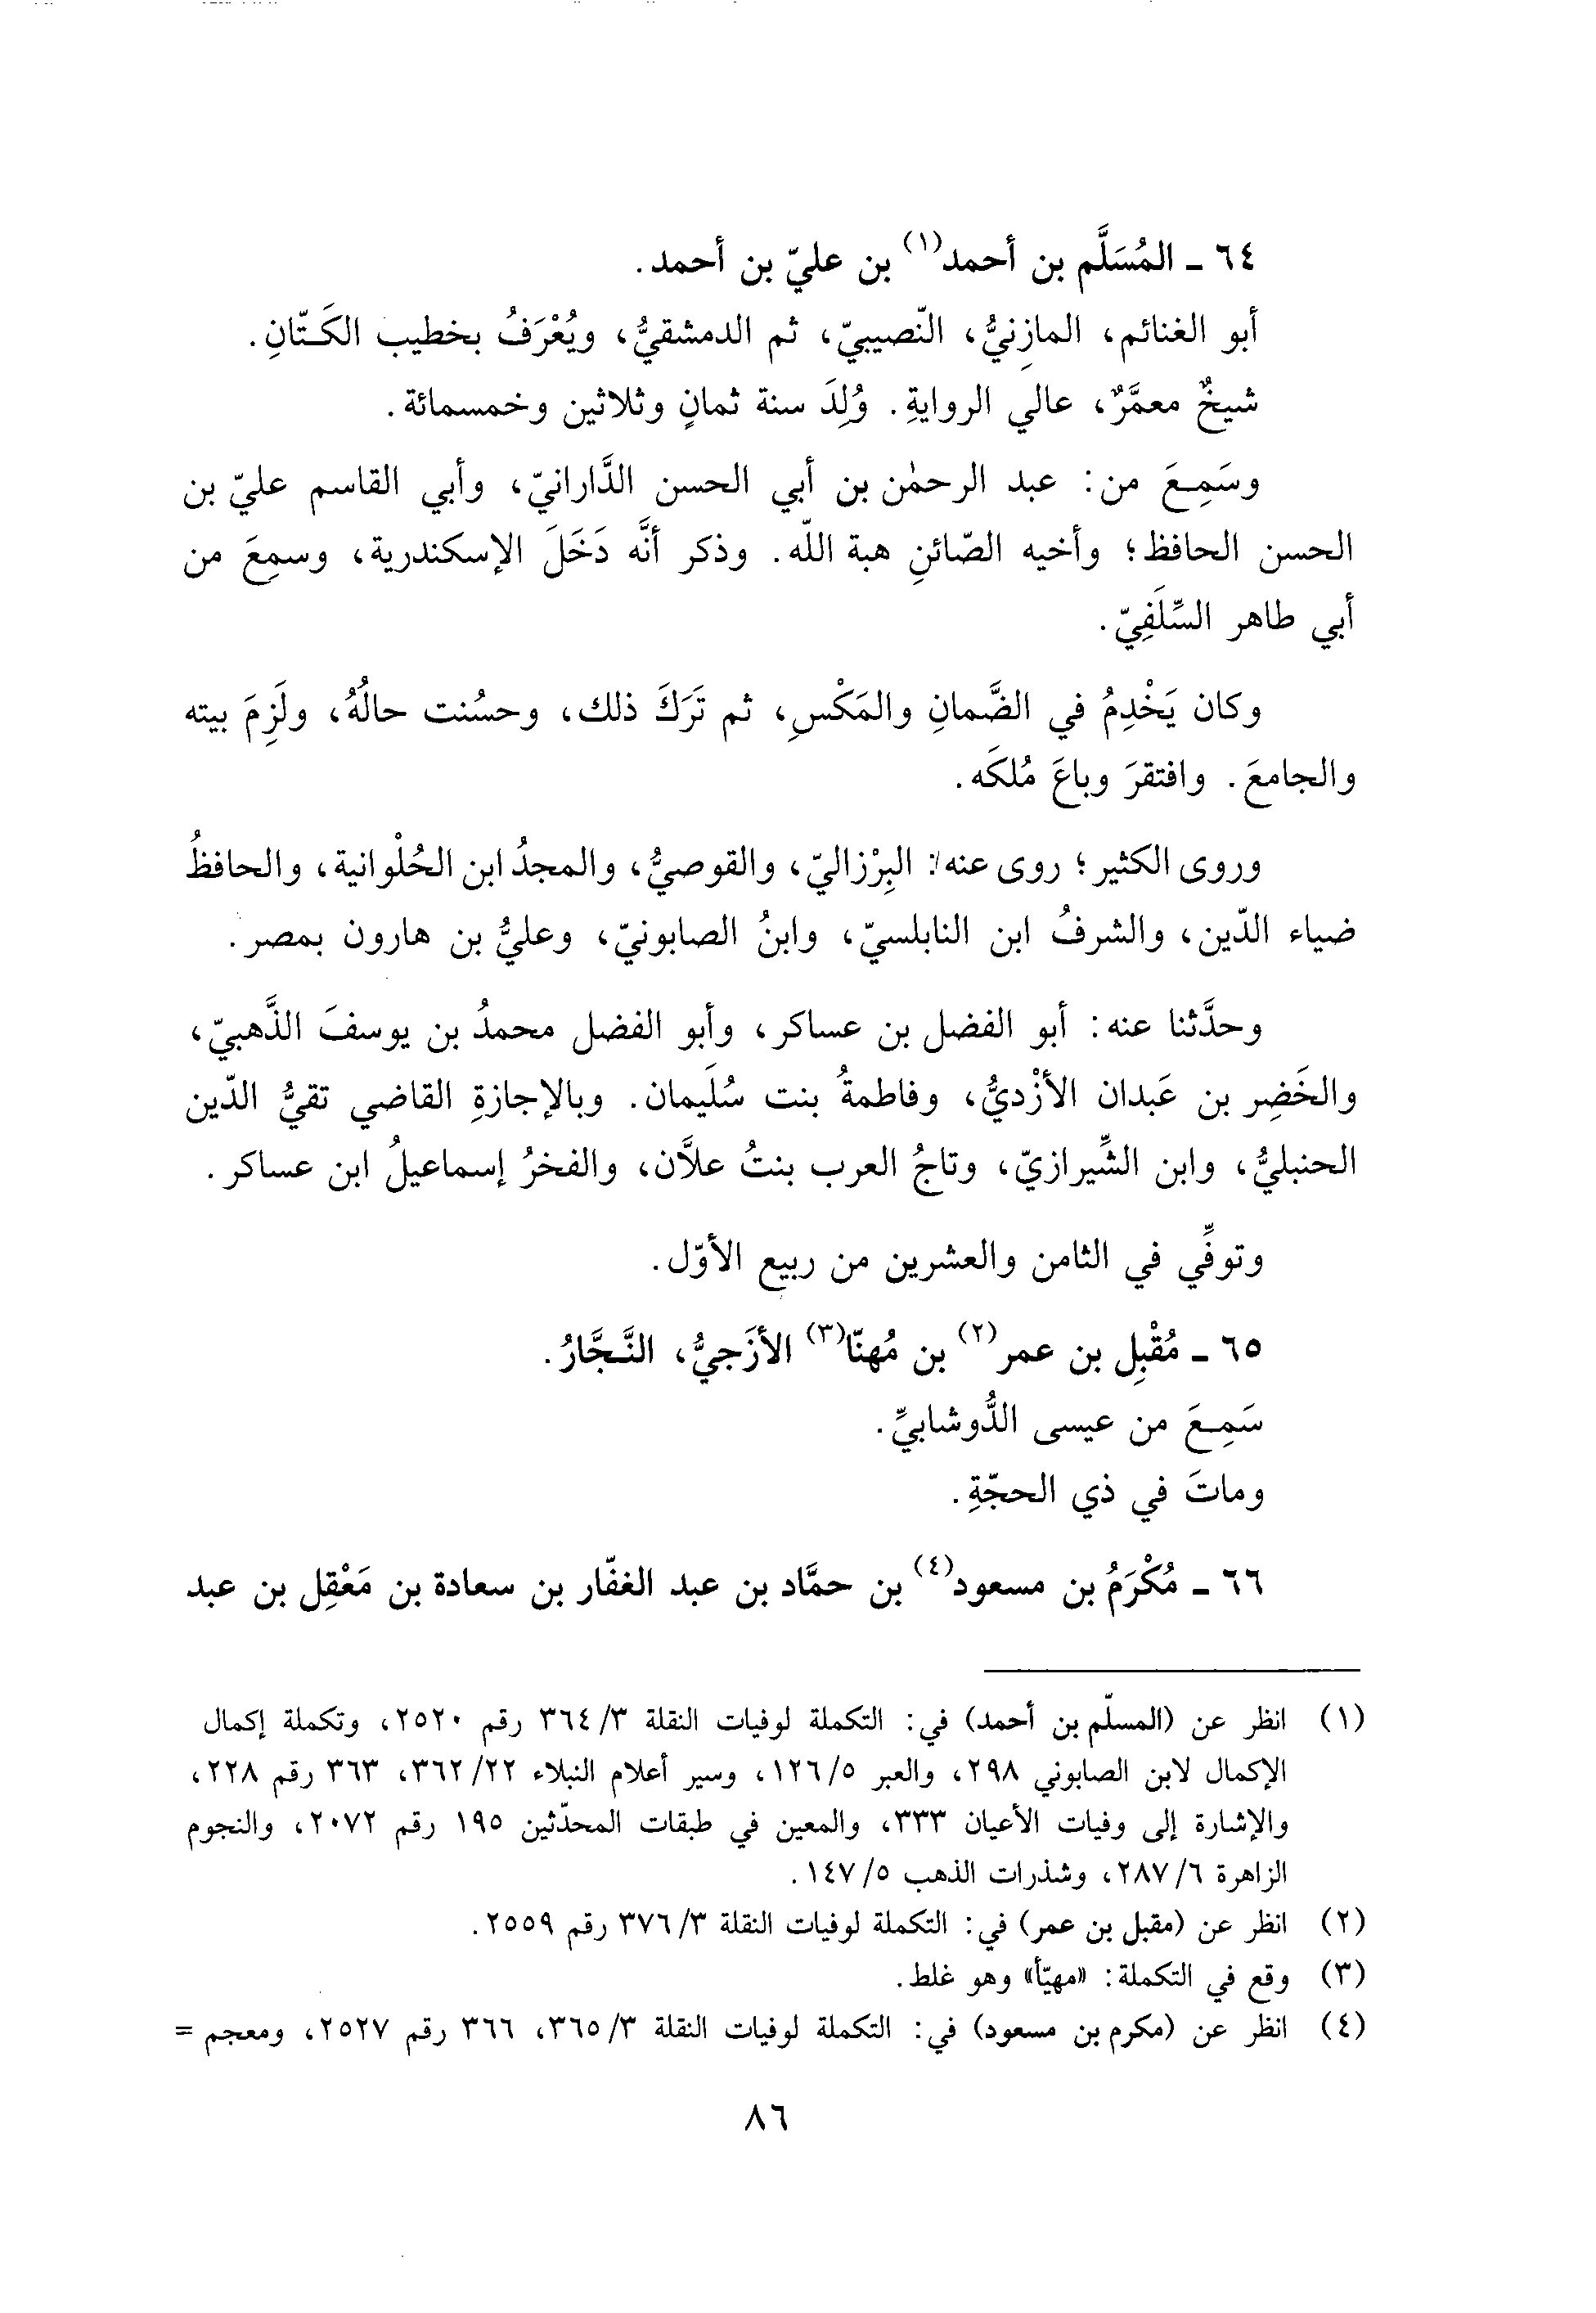 ٦٤ ـ المُسَلَّم بن أحمد(١) بن عليّ بن أحمد.
أبو الغنائم، المازِنيُّ، النّصيبيّ، ثم الدمشقيُّ، ويُعْرَفُ بخطيب الكَتّانِ.
شيخٌ معمَّرٌ، عالي الروايةِ. وُلِدَ سنة ثمانٍ وثلاثين وخمسمائة.
وسَمِعَ من: عبد الرحمٰن بن أبي الحسن الدَّارانيّ، وأبي القاسم عليّ بن
الحسن الحافظ؛ وأخيه الصّائنِ هبة اللّه. وذكر أنَّه دَخَلَ الإسكندرية، وسمِعَ من
أبي طاهر السِّلَفِيّ.
وكان يَخْدِمُ في الضَّمانِ والمَكْسِ، ثم تَرَكَ ذلك، وحسُنت حالُهُ، ولَزِمَ بيته
والجامعَ. وافتقرَ وباعَ مُلكَه.
وروى الكثير؛ روى عنه: البِرْزاليّ، والقوصيُّ، والمجدُ ابن الحُلْوانية، والحافظُ
ضياء الدّين، والشرفُ ابن النابلسيّ، وابنُ الصابونيّ، وعليُّ بن هارون بمصر.
وحدَّثنا عنه: أبو الفضل بن عساكر، وأبو الفضل محمدُ بن يوسفَ الذَّهبيّ،
والخَضِر بن عَبدان الأزْديُّ، وفاطمةُ بنت سُلَيمان. وبالإجازةِ القاضي تقيُّ الدّين
الحنبليُّ، وابن الشِّيرازيّ، وتاجُ العرب بنتُ علاَّن، والفخرُ إسماعيلُ ابن عساكر.
وتوفِّي في الثامن والعشرين من ربيع الأوّل.
٦٥ ـ مُقْبِل بن عمر(٢) بن مُهنّا(٣) الأزَجيُّ، النَّجَّارُ.
سَمِعَ من عيسى الدُّوشابيِّ.
وماتَ في ذي الحجّةِ.
٦٦ ـ مُكْرَمُ بن مسعود(٤) بن حمَّاد بن عبد الغفّار بن سعادة بن مَعْقِل بن عبد
(١) انظر عن (المسلّم بن أحمد) في: التكملة لوفيات النقلة ٣/ ٣٦٤ رقم ٢٥٢٠، وتكملة إكمال
الإكمال لابن الصابوني ٢٩٨، والعبر ٥/ ١٢٦، وسير أعلام النبلاء ٢٢/ ٣٦٢، ٣٦٣ رقم ٢٢٨،
والإشارة إلى وفيات الأعيان ٣٣٣، والمعين في طبقات المحدّثين ١٩٥ رقم ٢٠٧٢، والنجوم
الزاهرة ٦/ ٢٨٧، وشذرات الذهب ٥/ ١٤٧.
(٢) انظر عن (مقبل بن عمر) في: التكملة لوفيات النقلة ٣/ ٣٧٦ رقم ٢٥٥٩.
(٣) وقع في التكملة: «مهيّأ» وهو غلط.
(٤) انظر عن (مكرم بن مسعود) في: التكملة لوفيات النقلة ٣/ ٣٦٥، ٣٦٦ رقم ٢٥٢٧، ومعجم =
٨٦